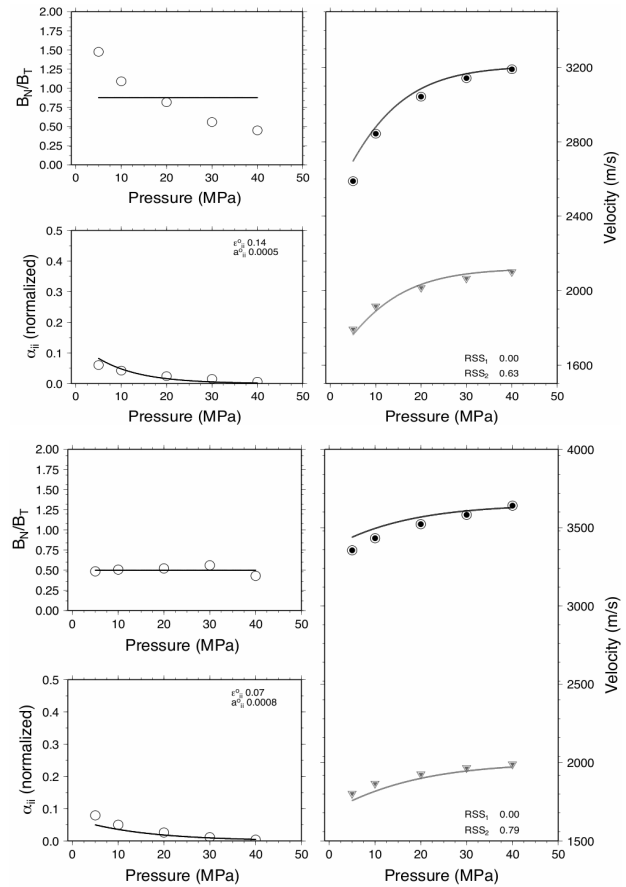 2.00
1.75
1.50
1.25
1.00
0.75
0.50
0.25
0.00
B_N/B_T
0 10 20 30 40 50
Pressure (MPa)
0.5
0.4
0.3
0.2
0.1
0.0
α_ii (normalized)
ε°_ii 0.14
a°_ii 0.0005
0 10 20 30 40 50
Pressure (MPa)
3200
2800
2400
2000
1600
Velocity (m/s)
RSS₁ 0.00
RSS₂ 0.63
0 10 20 30 40 50
Pressure (MPa)
2.00
1.75
1.50
1.25
1.00
0.75
0.50
0.25
0.00
B_N/B_T
0 10 20 30 40 50
Pressure (MPa)
0.5
0.4
0.3
0.2
0.1
0.0
α_ii (normalized)
ε°_ii 0.07
a°_ii 0.0008
0 10 20 30 40 50
Pressure (MPa)
4000
3500
3000
2500
2000
1500
Velocity (m/s)
RSS₁ 0.00
RSS₂ 0.79
0 10 20 30 40 50
Pressure (MPa)